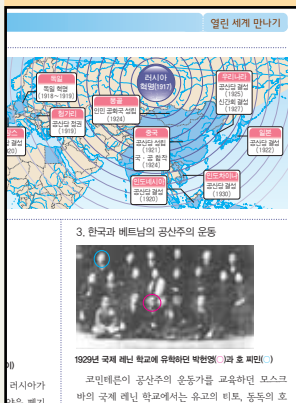 열린 세계 만나기
러시아
혁명(1917)
독일
독일 혁명
(1918~1919)
헝가리
공산당 정권
(1919)
몽골
인민 공화국 성립
(1924)
우리나라
공산당 결성
(1925)
신간회 결성
(1927)
중국
공산당 결성
(1921)
국·공 합작
(1924)
일본
공산당 결성
(1922)
인도네시아
공산당 결성
(1920)
인도차이나
공산당 결성
(1930)
당 결성
920)
3. 한국과 베트남의 공산주의 운동
1929년 국제 레닌 학교에 유학하던 박헌영(○)과 호 찌민(○)
코민테른이 공산주의 운동가를 교육하던 모스크
바의 국제 레닌 학교에서는 유고의 티토, 동독의 호
러시아가